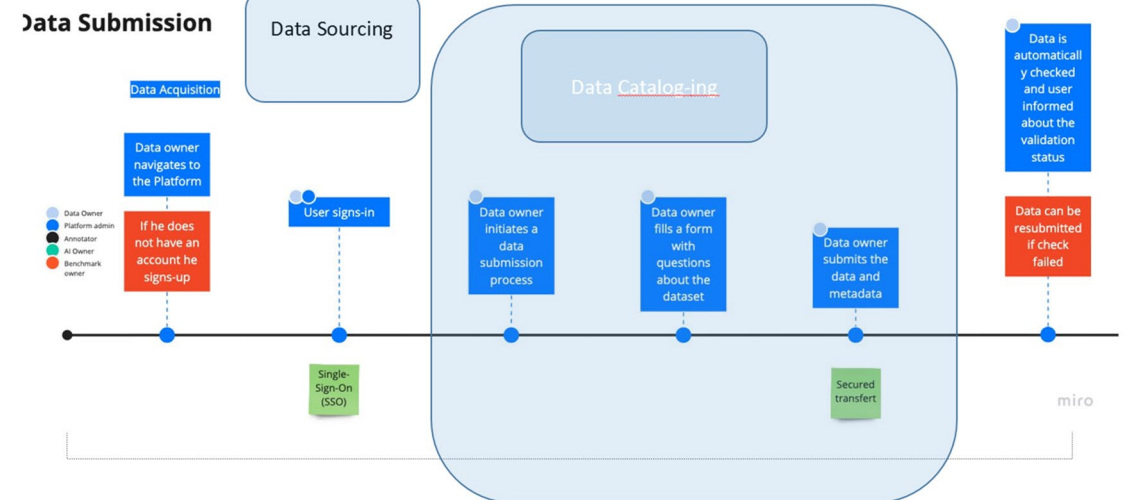 Data Submission
Data Sourcing
Data Catalog-ing
Data Acquisition
Data owner
navigates to
the Platform
If he does
not have an
account he
signs-up
Data Owner
Platform admin
Annotator
AI Owner
Benchmark
owner
User signs-in
Single-
Sign-On
(SSO)
Data owner
initiates a
data
submission
process
Data owner
fills a form
with
questions
about the
dataset
Data owner
submits the
data and
metadata
Secured
transfert
Data is
automaticall
y checked
and user
informed
about the
validation
status
Data can be
resubmitted
if check
failed
miro